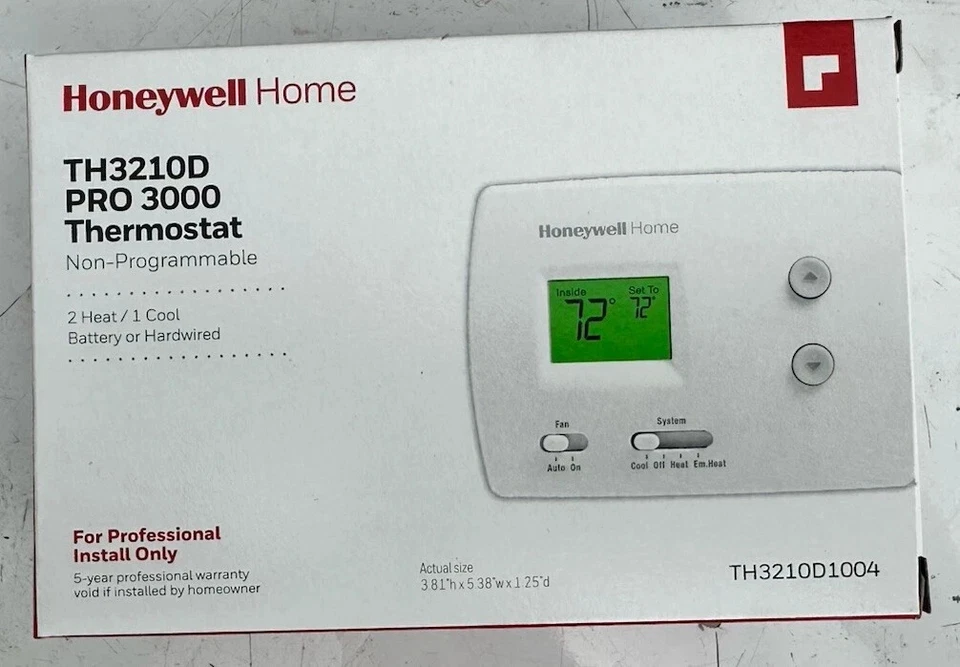 Honeywell Home
TH3210D
PRO 3000
Thermostat
Non-Programmable
2 Heat / 1 Cool
Battery or Hardwired
Honeywell Home
Inside Set To
72° 72°
Fan
Auto On
System
Cool Off Heat Em.Heat
For Professional
Install Only
5-year professional warranty
void if installed by homeowner
Actual size
3.81"h x 5.38"w x 1.25"d
TH3210D1004